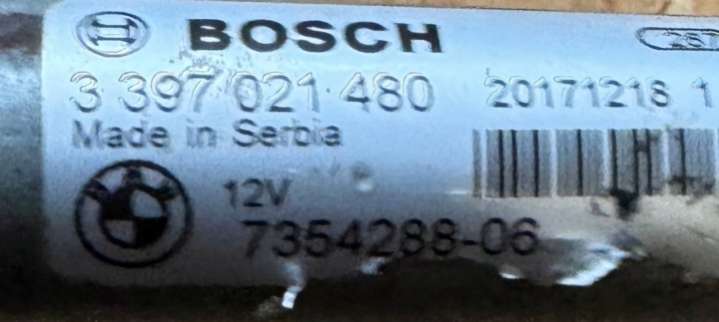 BOSCH
3 397 021 480 20171218 1
Made in Serbia
12V
7354288-06